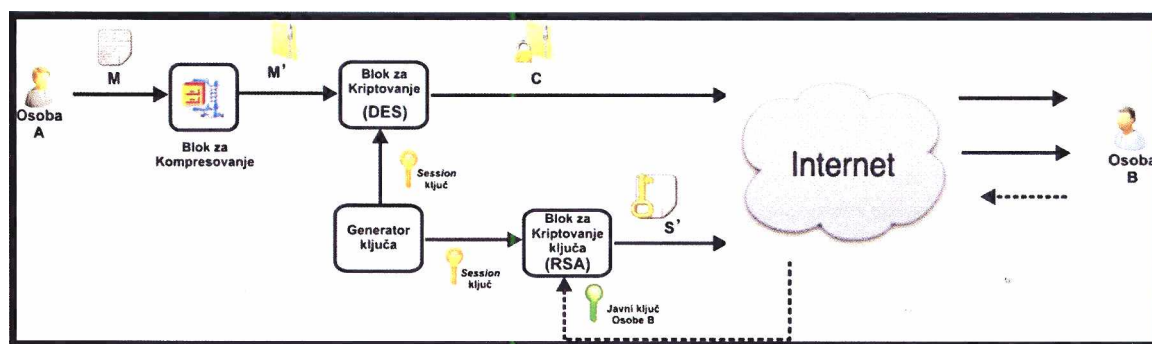 M
M'
C
Blok za
Kriptovanje
(DES)
Osoba
A
Blok za
Kompresovanje
Internet
Osoba
B
Session
ključ
Generator
ključa
Blok za
Kriptovanje
ključa
(RSA)
S'
Session
ključ
Javni ključ
Osobe B